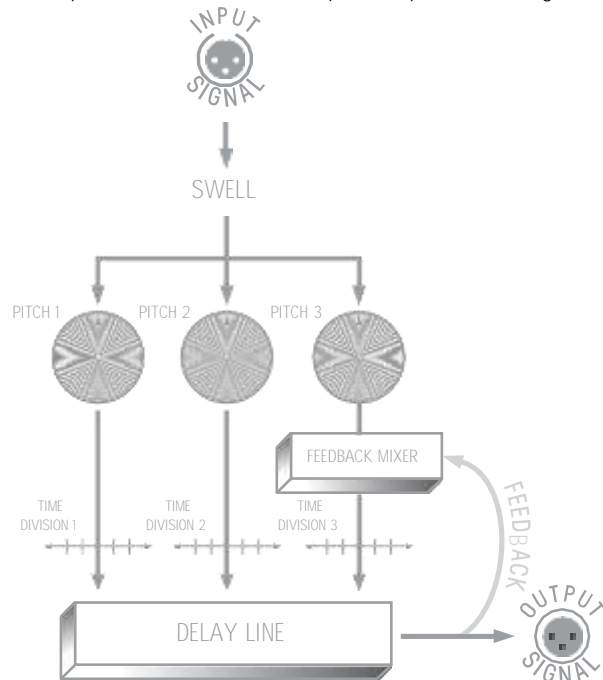 INPUT
SIGNAL
SWELL
PITCH 1
PITCH 2
PITCH 3
FEEDBACK MIXER
TIME
DIVISION 1
TIME
DIVISION 2
TIME
DIVISION 3
FEEDBACK
DELAY LINE
OUTPUT
SIGNAL